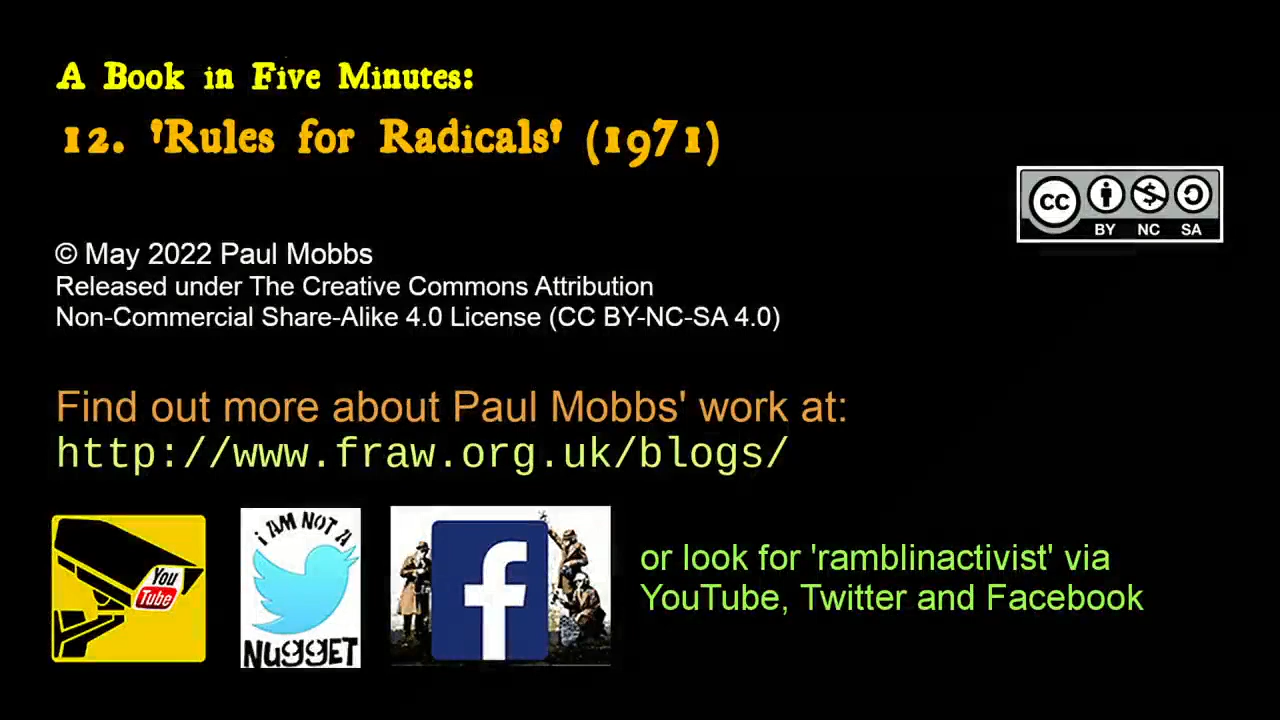 A Book in Five Minutes:
12. 'Rules for Radicals' (1971)
cc
BY NC SA
© May 2022 Paul Mobbs
Released under The Creative Commons Attribution
Non-Commercial Share-Alike 4.0 License (CC BY-NC-SA 4.0)
Find out more about Paul Mobbs' work at:
http://www.fraw.org.uk/blogs/
You
Tube
i AM NOT A
NuggET
f
or look for 'ramblinactivist' via
YouTube, Twitter and Facebook